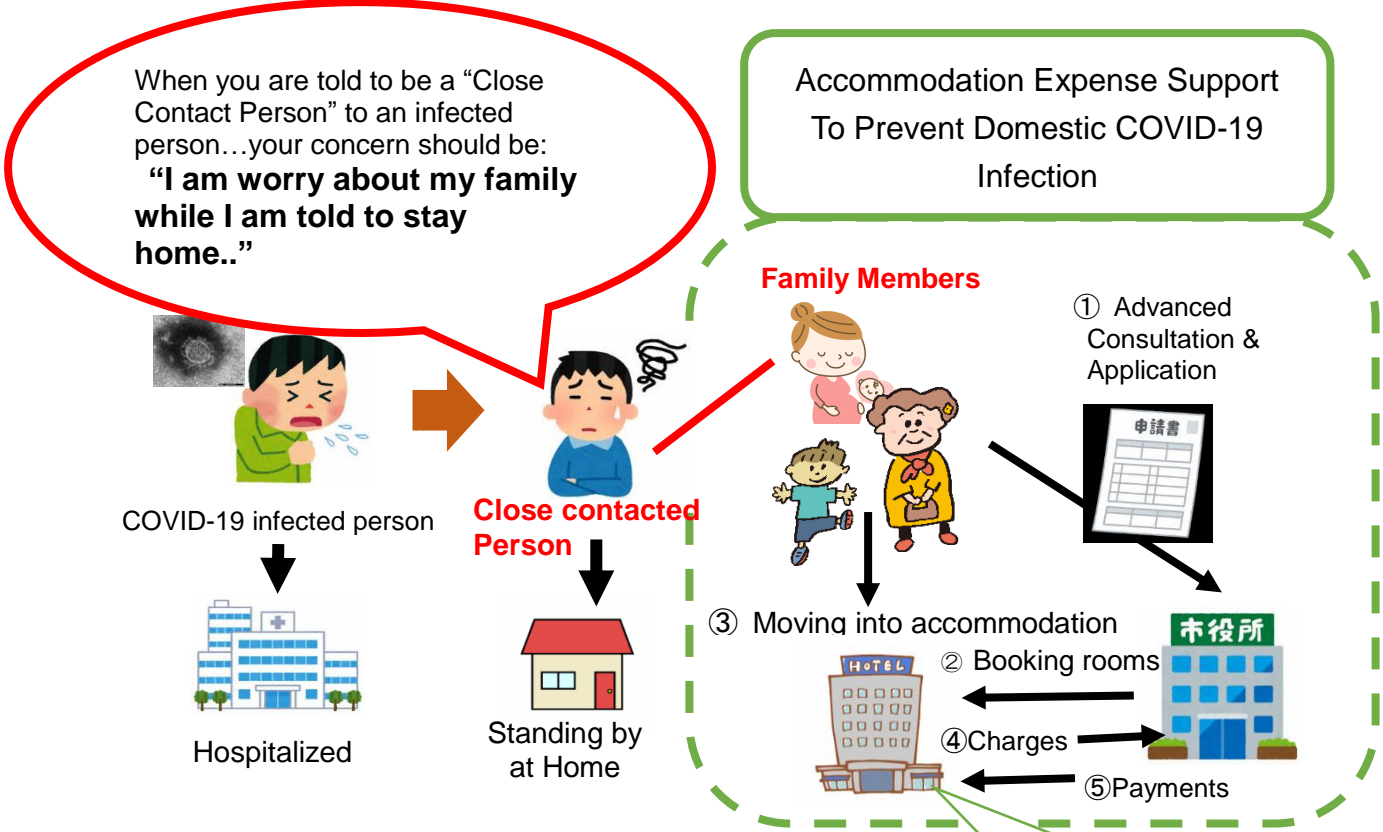 When you are told to be a “Close
Contact Person” to an infected
person…your concern should be:
“I am worry about my family
while I am told to stay
home..”
Accommodation Expense Support
To Prevent Domestic COVID-19
Infection
Family Members
① Advanced
Consultation &
Application
申請書
COVID-19 infected person
Close contacted
Person
③ Moving into accommodation
市役所
HOTEL
② Booking rooms
④Charges
⑤Payments
Hospitalized
Standing by
at Home